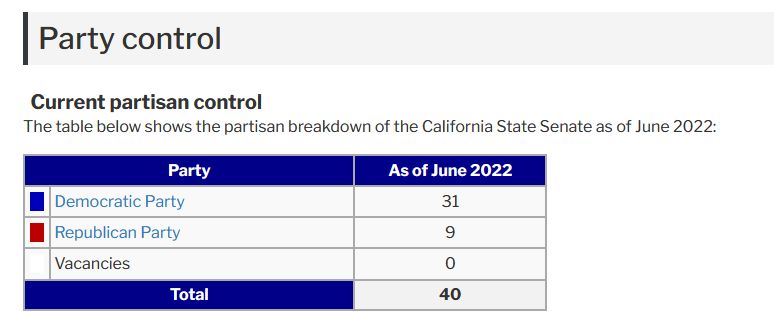 Party control
Current partisan control
The table below shows the partisan breakdown of the California State Senate as of June 2022:
Party As of June 2022
Democratic Party 31
Republican Party 9
Vacancies 0
Total 40